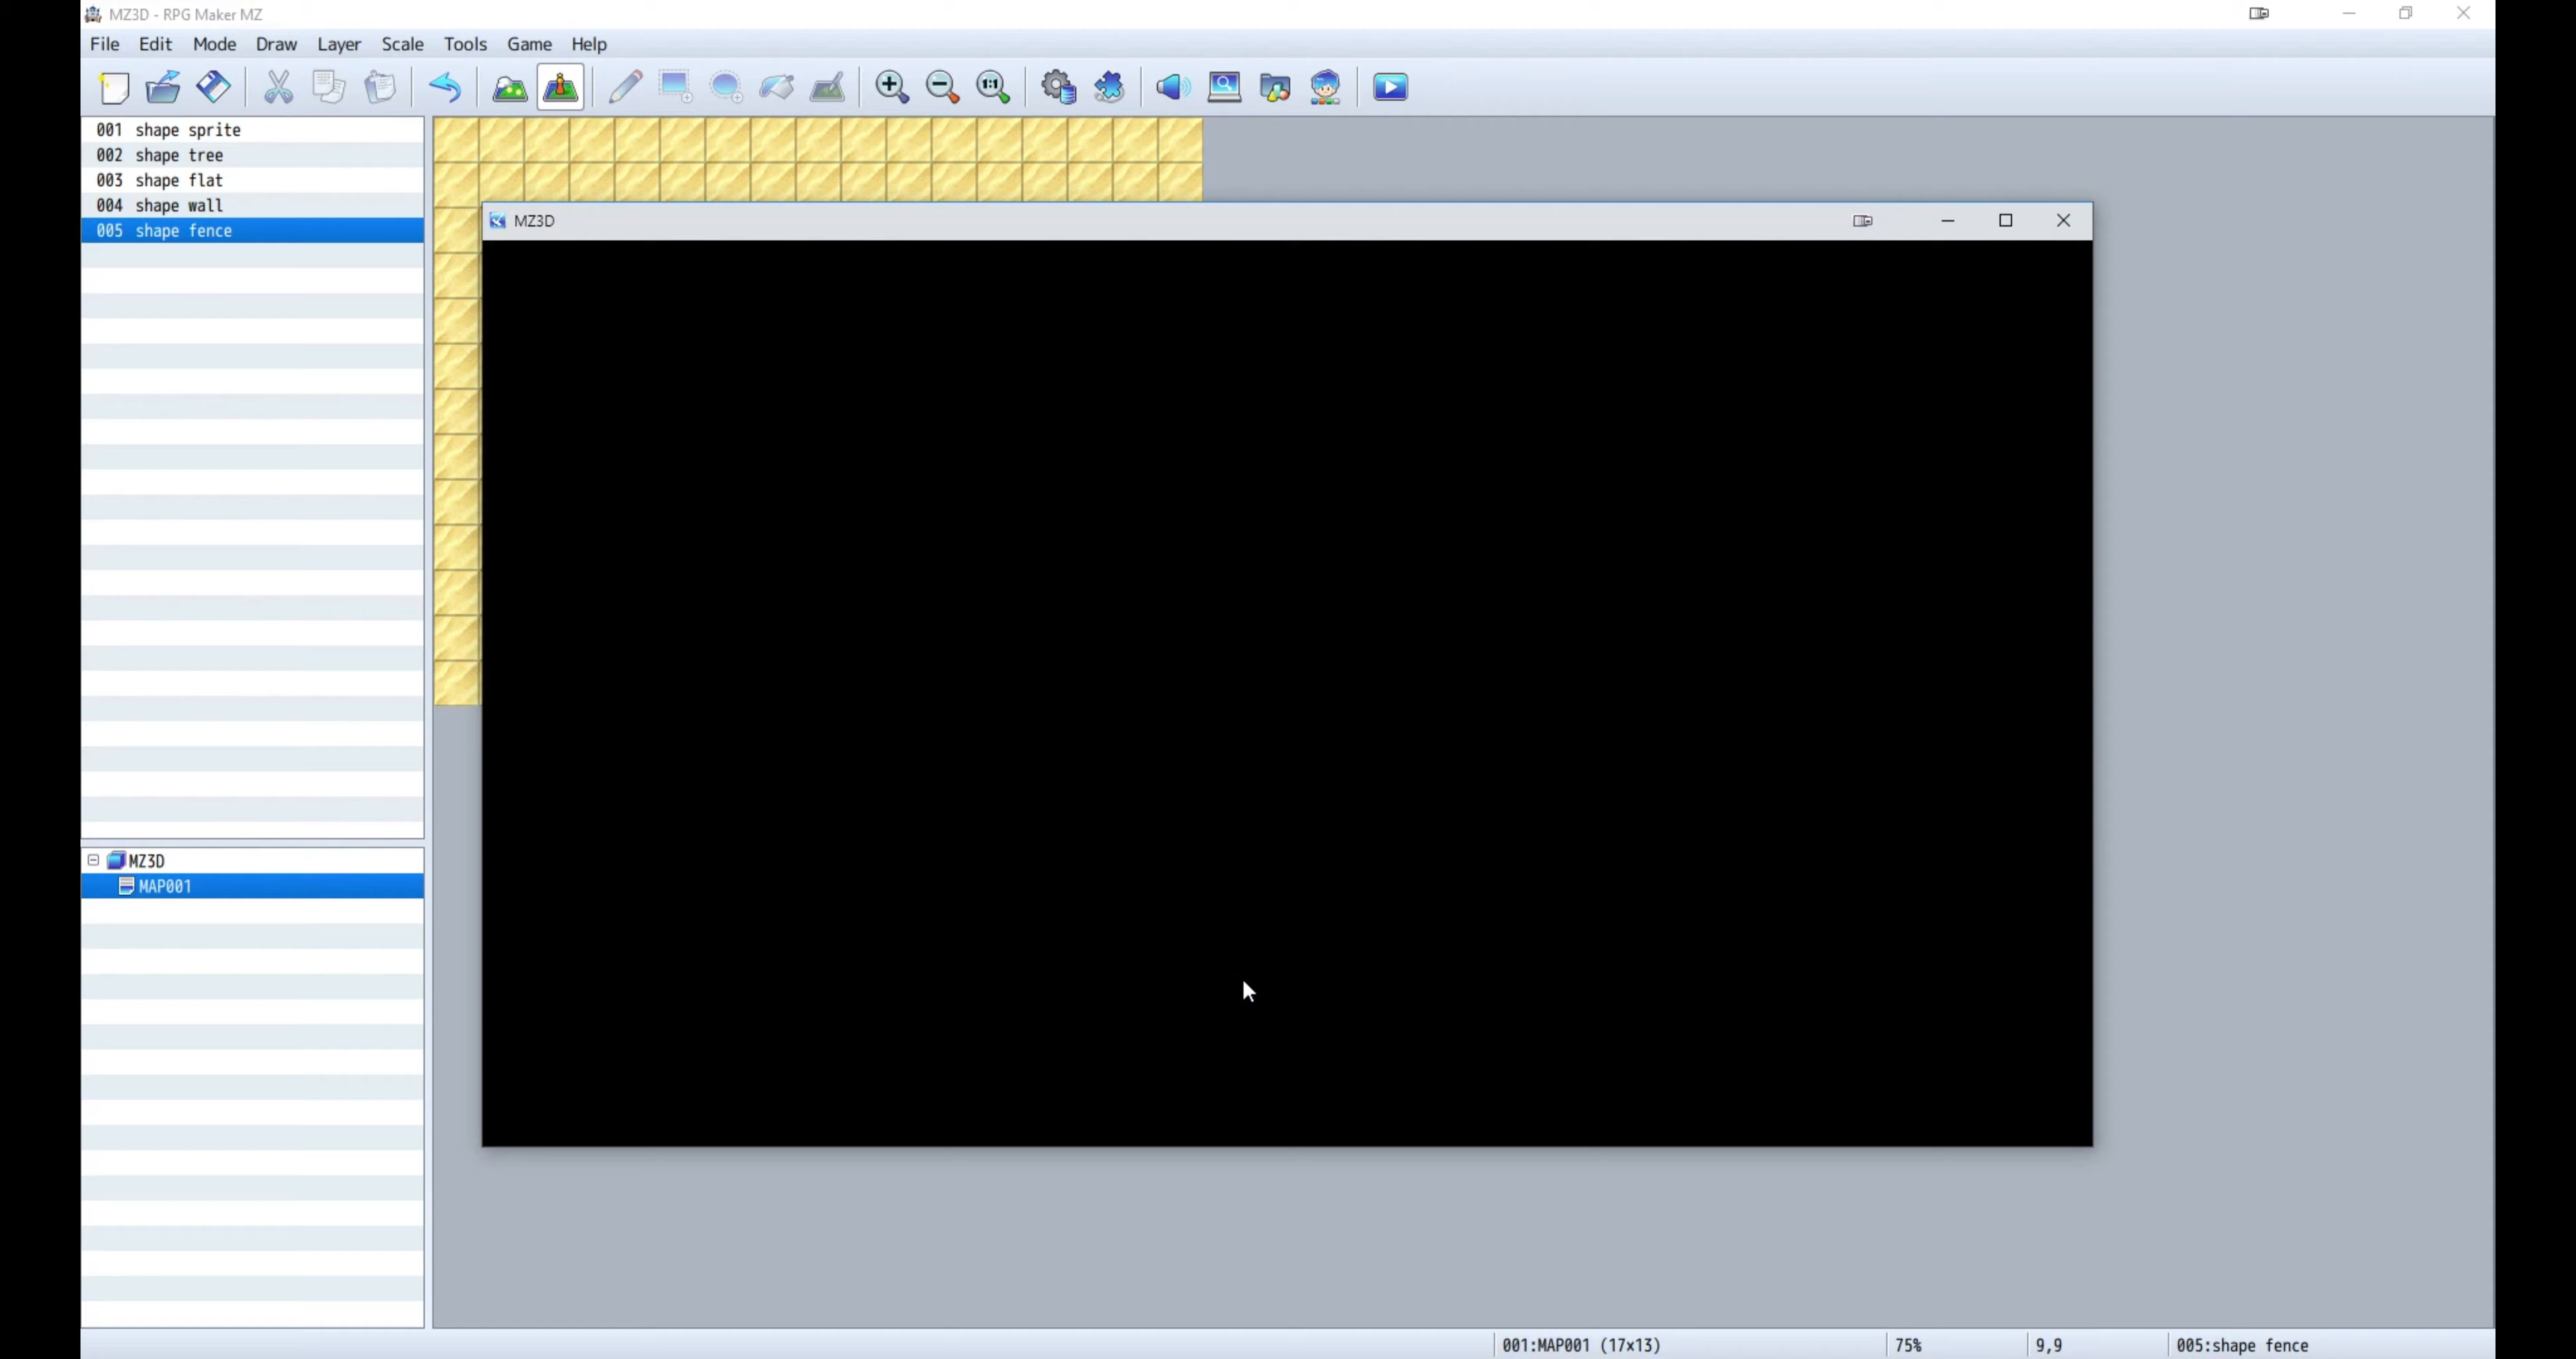 MZ3D - RPG Maker MZ
File Edit Mode Draw Layer Scale Tools Game Help
1:1
001 shape sprite
002 shape tree
003 shape flat
004 shape wall
005 shape fence
MZ3D
MZ3D
MAP001
001:MAP001 (17x13)
75%
9,9
005:shape fence